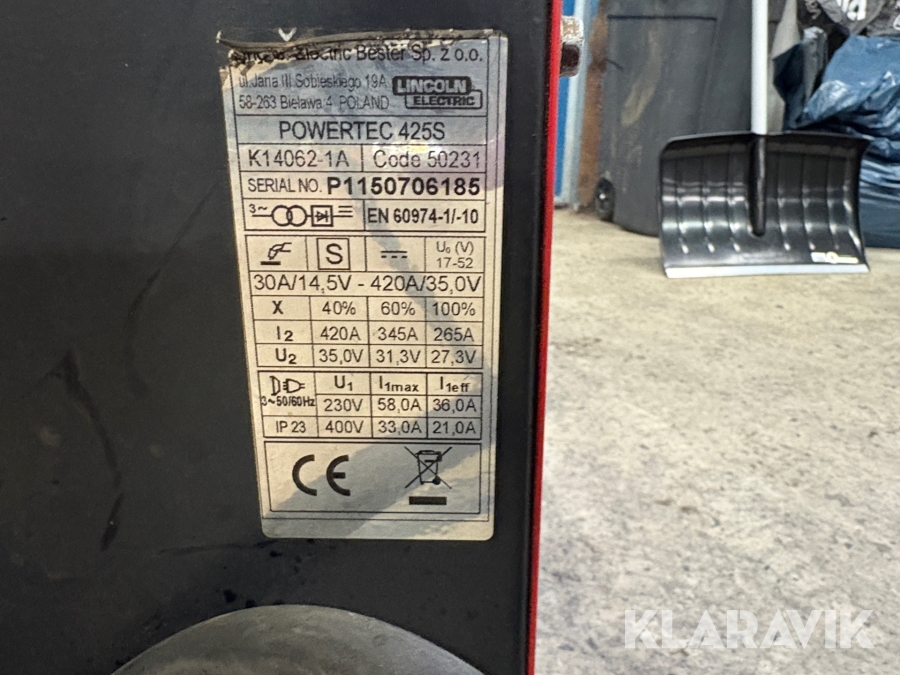 Electric Bester Sp. z o.o.
ul.Jana III Sobieskiego 19A
58-263 Bielawa 4 POLAND
LINCOLN
ELECTRIC
POWERTEC 425S
K14062-1A Code 50231
SERIAL NO. P1150706185
3~ EN 60974-1/-10
S U₀ (V)
17-52
30A/14,5V - 420A/35,0V
X 40% 60% 100%
I₂ 420A 345A 265A
U₂ 35,0V 31,3V 27,3V
U₁ I₁max I₁eff
3~50/60Hz 230V 58,0A 36,0A
IP 23 400V 33,0A 21,0A
CE
KLARAVIK